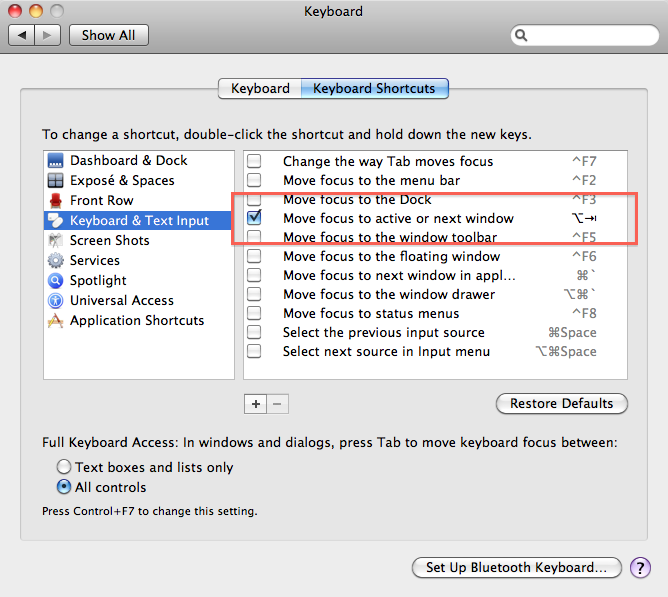 Keyboard
Show All
Keyboard Keyboard Shortcuts
To change a shortcut, double-click the shortcut and hold down the new keys.
Dashboard & Dock
Exposé & Spaces
Front Row
Keyboard & Text Input
Screen Shots
Services
Spotlight
Universal Access
Application Shortcuts
Change the way Tab moves focus ^F7
Move focus to the menu bar ^F2
Move focus to the Dock ^F3
Move focus to active or next window ⌥⇥
Move focus to the window toolbar ^F5
Move focus to the floating window ^F6
Move focus to next window in appl... ⌘`
Move focus to the window drawer ⌥⌘`
Move focus to status menus ^F8
Select the previous input source ⌘Space
Select next source in Input menu ⌥⌘Space
+ −
Restore Defaults
Full Keyboard Access: In windows and dialogs, press Tab to move keyboard focus between:
Text boxes and lists only
All controls
Press Control+F7 to change this setting.
Set Up Bluetooth Keyboard... ?